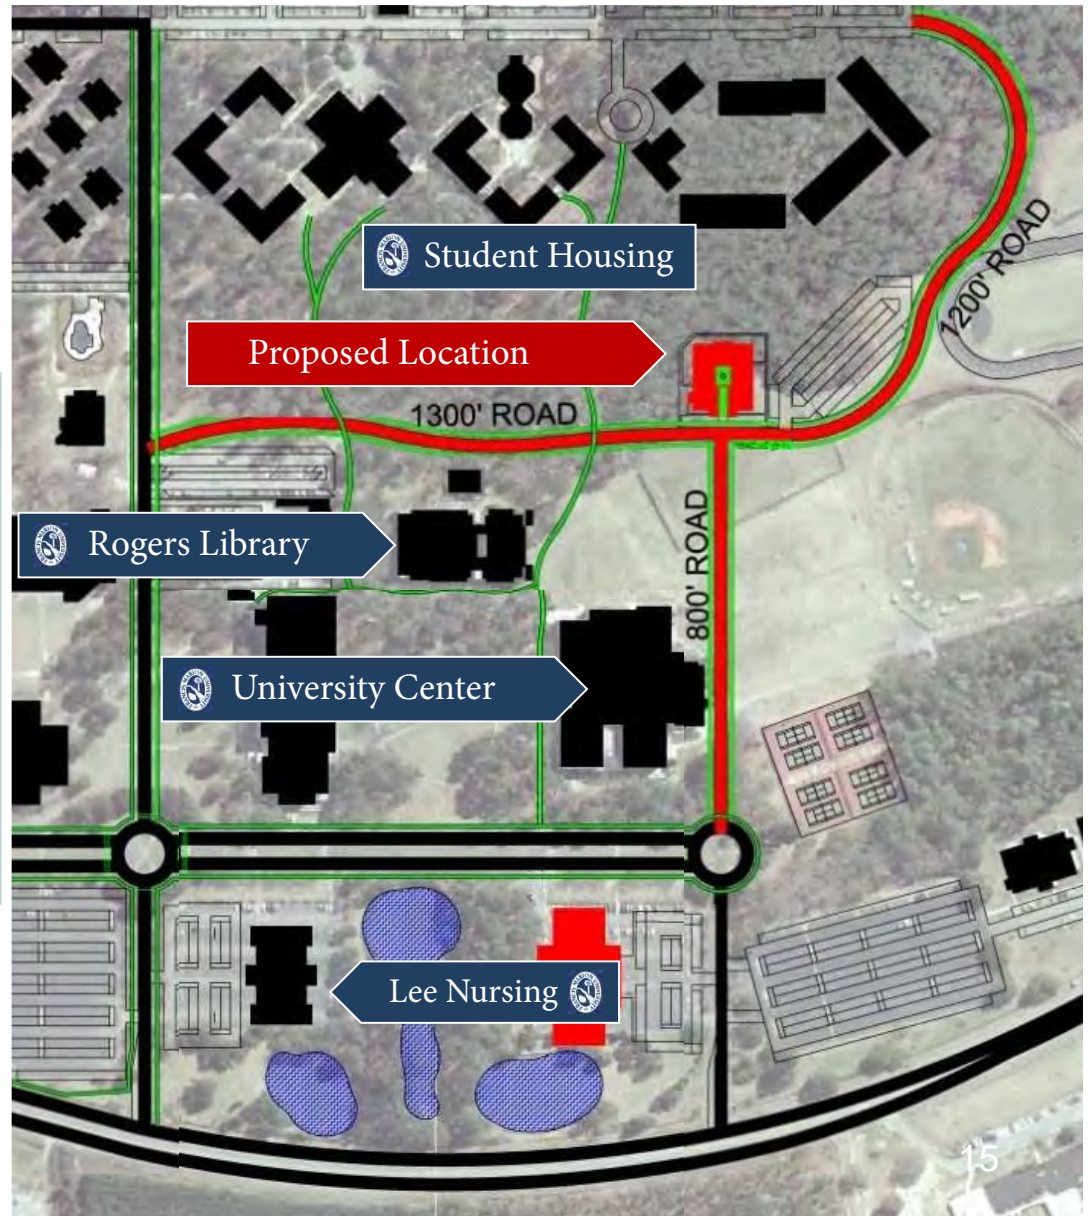 Student Housing
1200' ROAD
Proposed Location
1300' ROAD
Rogers Library
800' ROAD
University Center
Lee Nursing
15